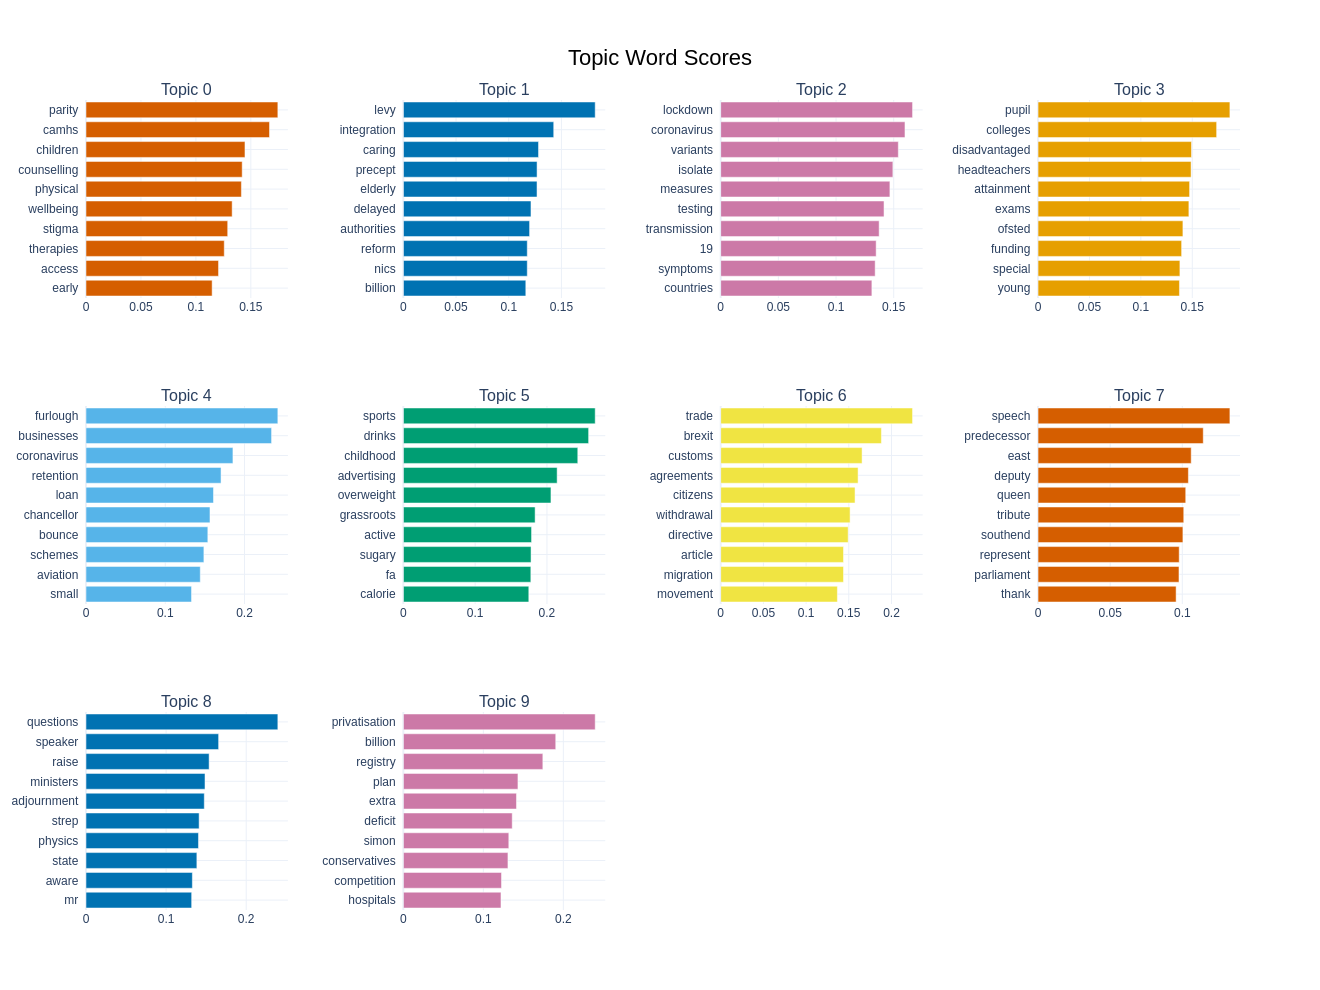 Topic Word Scores
Topic 0
parity
camhs
children
counselling
physical
wellbeing
stigma
therapies
access
early
0 0.05 0.1 0.15
Topic 1
levy
integration
caring
precept
elderly
delayed
authorities
reform
nics
billion
0 0.05 0.1 0.15
Topic 2
lockdown
coronavirus
variants
isolate
measures
testing
transmission
19
symptoms
countries
0 0.05 0.1 0.15
Topic 3
pupil
colleges
disadvantaged
headteachers
attainment
exams
ofsted
funding
special
young
0 0.05 0.1 0.15
Topic 4
furlough
businesses
coronavirus
retention
loan
chancellor
bounce
schemes
aviation
small
0 0.1 0.2
Topic 5
sports
drinks
childhood
advertising
overweight
grassroots
active
sugary
fa
calorie
0 0.1 0.2
Topic 6
trade
brexit
customs
agreements
citizens
withdrawal
directive
article
migration
movement
0 0.05 0.1 0.15 0.2
Topic 7
speech
predecessor
east
deputy
queen
tribute
southend
represent
parliament
thank
0 0.05 0.1
Topic 8
questions
speaker
raise
ministers
adjournment
strep
physics
state
aware
mr
0 0.1 0.2
Topic 9
privatisation
billion
registry
plan
extra
deficit
simon
conservatives
competition
hospitals
0 0.1 0.2